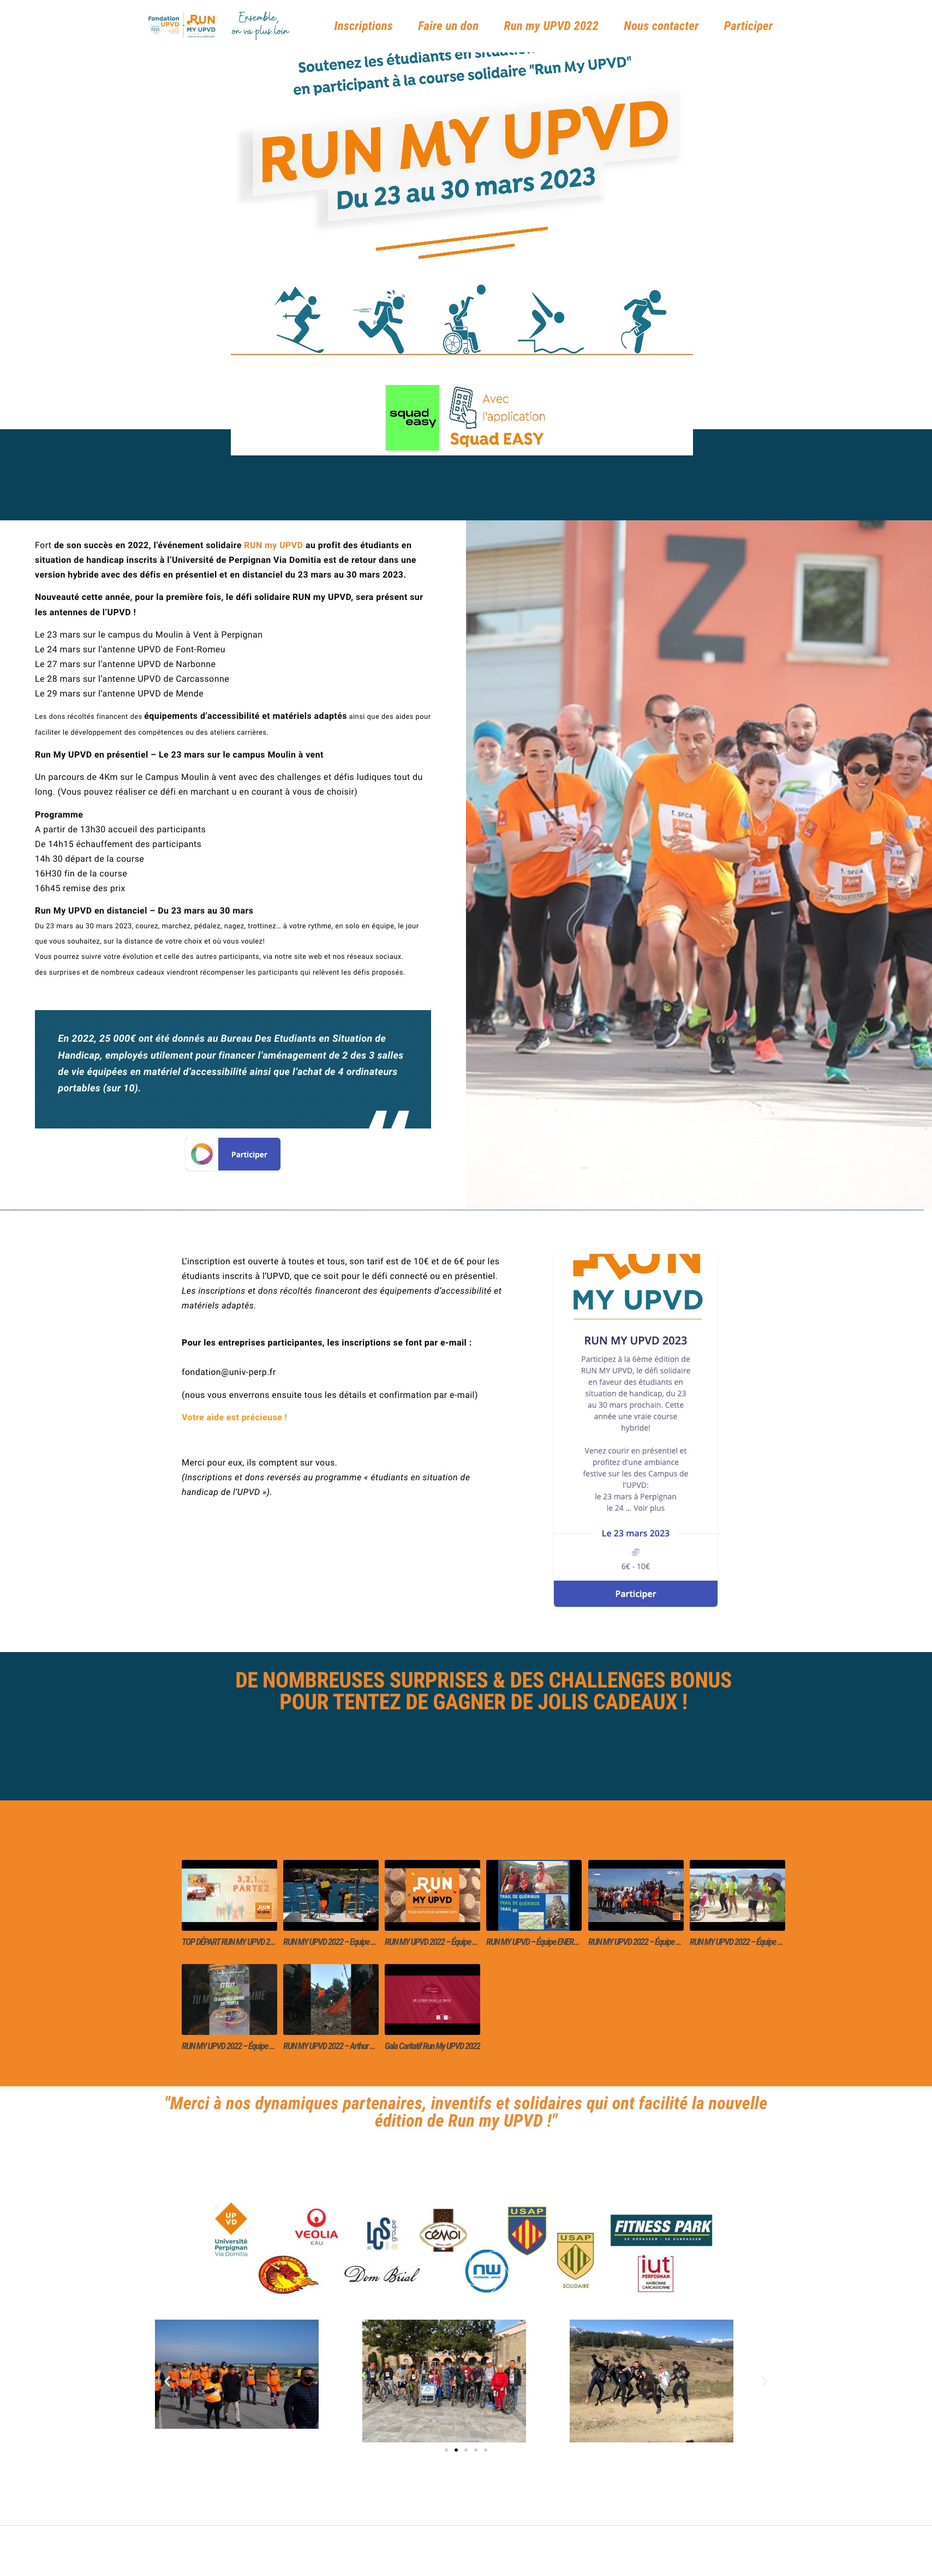 Fondation UPVD RUN MY UPVD
Ensemble, on va plus loin
Inscriptions
Faire un don
Run my UPVD 2022
Nous contacter
Participer
Soutenez les étudiants en
en participant à la course solidaire "Run My UPVD"
RUN MY UPVD
Du 23 au 30 mars 2023
squad easy
Avec
l'application
Squad EASY
Fort de son succès en 2022, l'événement solidaire RUN my UPVD au profit des étudiants en
situation de handicap inscrits à l'Université de Perpignan Via Domitia est de retour dans une
version hybride avec des défis en présentiel et en distanciel du 23 mars au 30 mars 2023.
Nouveauté cette année, pour la première fois, le défi solidaire RUN my UPVD, sera présent sur
les antennes de l'UPVD !
Le 23 mars sur le campus du Moulin à Vent à Perpignan
Le 24 mars sur l'antenne UPVD de Font-Romeu
Le 27 mars sur l'antenne UPVD de Narbonne
Le 28 mars sur l'antenne UPVD de Carcassonne
Le 29 mars sur l'antenne UPVD de Mende
Les dons récoltés financent des équipements d'accessibilité et matériels adaptés ainsi que des aides pour
faciliter le développement des compétences ou des ateliers carrières.
Run My UPVD en présentiel – Le 23 mars sur le campus Moulin à vent
Un parcours de 4Km sur le Campus Moulin à vent avec des challenges et défis ludiques tout du
long. (Vous pouvez réaliser ce défi en marchant u en courant à vous de choisir)
Programme
A partir de 13h30 accueil des participants
De 14h15 échauffement des participants
14h 30 départ de la course
16H30 fin de la course
16h45 remise des prix
Run My UPVD en distanciel – Du 23 mars au 30 mars
Du 23 mars au 30 mars 2023, courez, marchez, pédalez, nagez, trottinez... à votre rythme, en solo en équipe, le jour
que vous souhaitez, sur la distance de votre choix et où vous voulez!
Vous pourrez suivre votre évolution et celle des autres participants, via notre site web et nos réseaux sociaux.
des surprises et de nombreux cadeaux viendront récompenser les participants qui relèvent les défis proposés.
Z.
En 2022, 25 000€ ont été donnés au Bureau Des Etudiants en Situation de
Handicap, employés utilement pour financer l'aménagement de 2 des 3 salles
de vie équipées en matériel d'accessibilité ainsi que l'achat de 4 ordinateurs
portables (sur 10).
Participer
L'inscription est ouverte à toutes et tous, son tarif est de 10€ et de 6€ pour les
étudiants inscrits à l'UPVD, que ce soit pour le défi connecté ou en présentiel.
Les inscriptions et dons récoltés financeront des équipements d'accessibilité et
matériels adaptés.
Pour les entreprises participantes, les inscriptions se font par e-mail :
fondation@univ-perp.fr
(nous vous enverrons ensuite tous les détails et confirmation par e-mail)
Votre aide est précieuse !
Merci pour eux, ils comptent sur vous.
(Inscriptions et dons reversés au programme « étudiants en situation de
handicap de l'UPVD »).
RUN
MY UPVD
RUN MY UPVD 2023
Participez à la 6ème édition de
RUN MY UPVD, le défi solidaire
en faveur des étudiants en
situation de handicap, du 23
au 30 mars prochain. Cette
année une vraie course
hybride!
Venez courir en présentiel et
profitez d'une ambiance
festive sur les des Campus de
l'UPVD:
le 23 mars à Perpignan
le 24 ... Voir plus
Le 23 mars 2023
6€ - 10€
Participer
DE NOMBREUSES SURPRISES & DES CHALLENGES BONUS
POUR TENTEZ DE GAGNER DE JOLIS CADEAUX !
3,2,1...
PARTEZ
RUN
MY UPVD
TRAIL DE QUÉRIBUS
TOP DÉPART RUN MY UPVD 2...
RUN MY UPVD 2022 – Equipe ...
RUN MY UPVD 2022 – Équipe ...
RUN MY UPVD – Équipe ENER...
RUN MY UPVD 2022 – Équipe ...
RUN MY UPVD 2022 – Équipe ...
RUN MY UPVD 2022 – Équipe ...
RUN MY UPVD 2022 – Arthur ...
Gala Caritatif Run My UPVD 2022
"Merci à nos dynamiques partenaires, inventifs et solidaires qui ont facilité la nouvelle
édition de Run my UPVD !"
UPVD
Université
Perpignan
Via Domitia
VEOLIA
EAU
LCS groupe
CÉMOI
USAP
USAP
SOLIDAIRE
FITNESS PARK
Dom Brial
nw
iut
PERPIGNAN
NARBONNE
CARCASSONNE